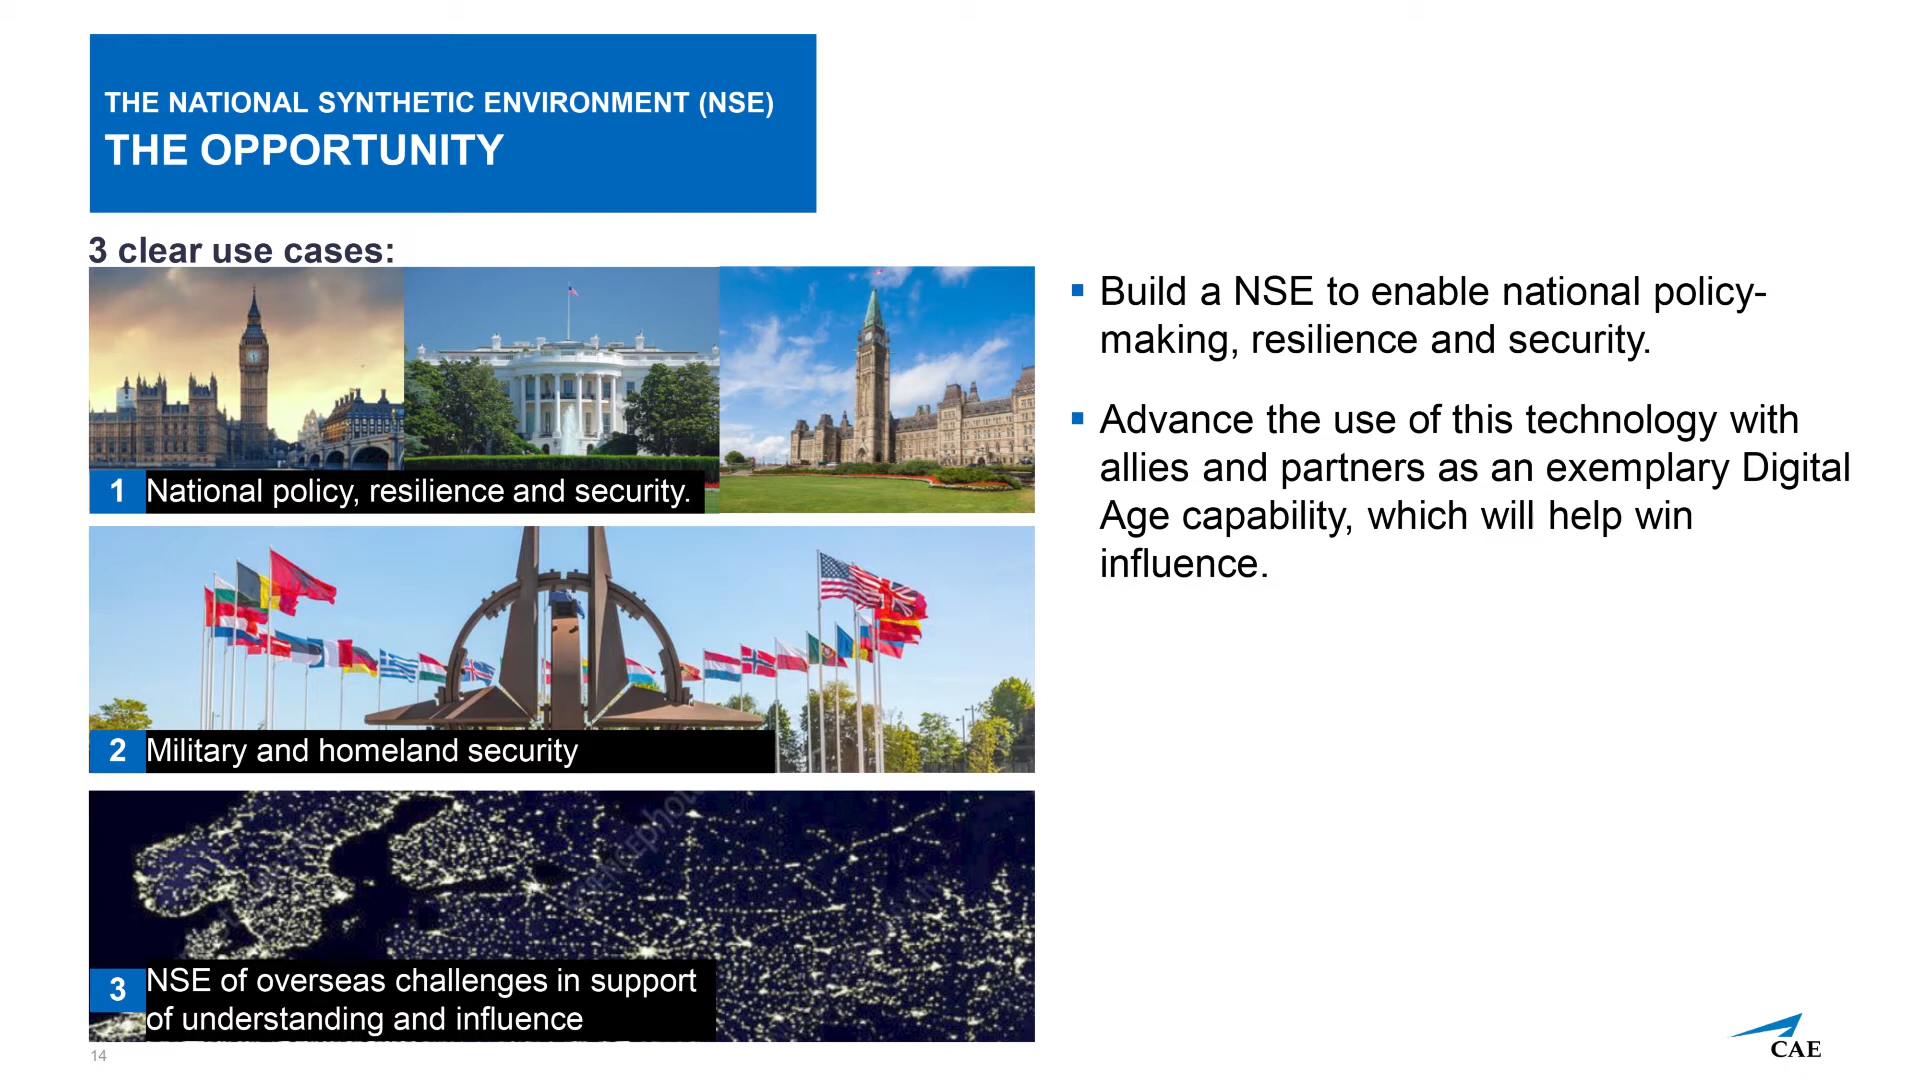 THE NATIONAL SYNTHETIC ENVIRONMENT (NSE)
THE OPPORTUNITY
3 clear use cases:
1 National policy, resilience and security.
2 Military and homeland security
3 NSE of overseas challenges in support
of understanding and influence
▪ Build a NSE to enable national policy-
making, resilience and security.
▪ Advance the use of this technology with
allies and partners as an exemplary Digital
Age capability, which will help win
influence.
14
CAE